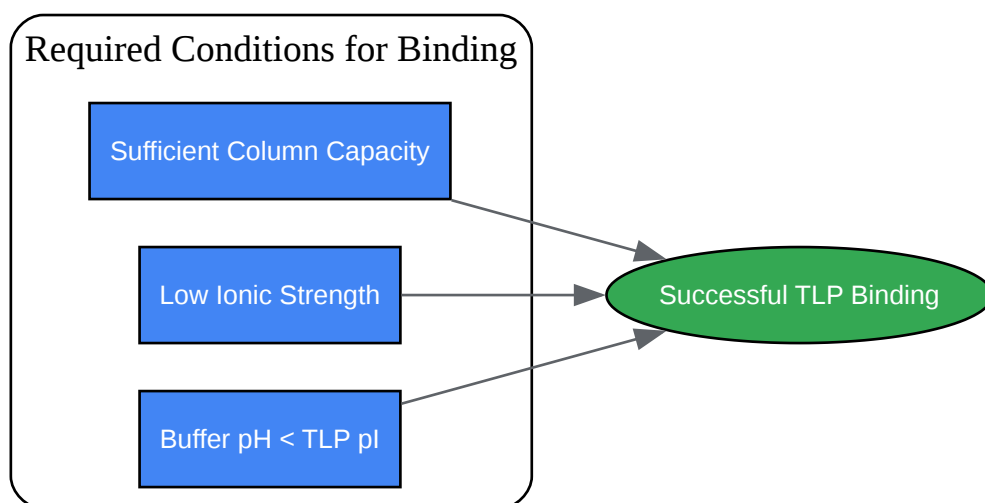 Required Conditions for Binding
Sufficient Column Capacity
Low Ionic Strength
Successful TLP Binding
Buffer pH < TLP pI